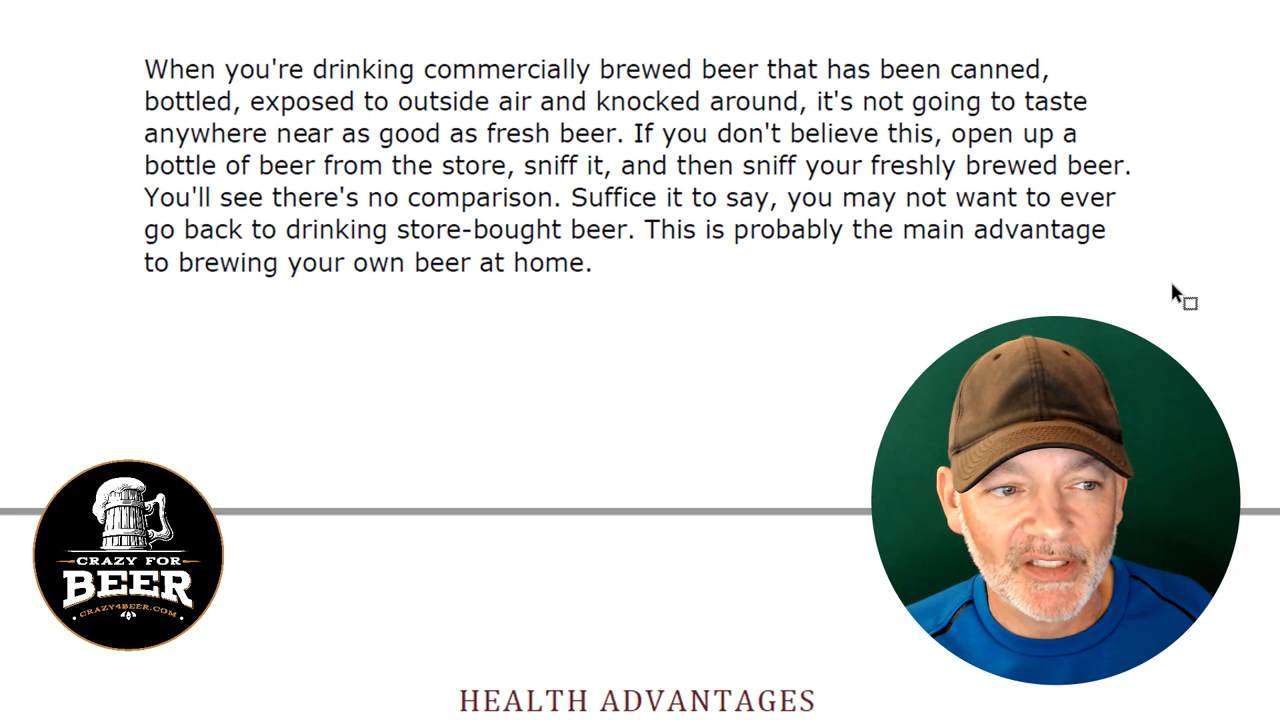 When you're drinking commercially brewed beer that has been canned,
bottled, exposed to outside air and knocked around, it's not going to taste
anywhere near as good as fresh beer. If you don't believe this, open up a
bottle of beer from the store, sniff it, and then sniff your freshly brewed beer.
You'll see there's no comparison. Suffice it to say, you may not want to ever
go back to drinking store-bought beer. This is probably the main advantage
to brewing your own beer at home.
CRAZY FOR
BEER
CRAZY4BEER.COM
HEALTH ADVANTAGES